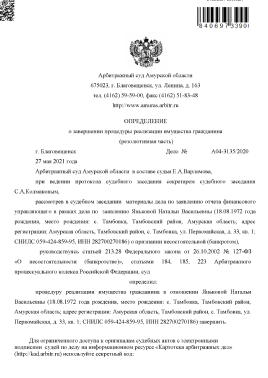 840691 33901
Арбитражный суд Амурской области
675023, г. Благовещенск, ул. Ленина, д. 163
тел. (4162) 59-59-00, факс (4162) 51-83-48
http://www.amuras.arbitr.ru
ОПРЕДЕЛЕНИЕ
о завершении процедуры реализации имущества гражданина
(резолютивная часть)
г. Благовещенск Дело № А04-3135/2020
27 мая 2021 года
Арбитражный суд Амурской области в составе судьи Е.А.Варламова,
при ведении протокола судебного заседания секретарем судебного заседания
С.А.
рассмотрев в судебном заседании материалы дела по заявлению отчета финансового
управляющего в рамках дела по заявлению Яньковой Натальи Васильевны (18.08.1972 года
рождения, место рождения: с. Тамбовка, Тамбовский район, Амурская область; адрес
регистрации: Амурская область, Тамбовский район, с. Тамбовка, ул. Первомайская, д. 33, кв. 1;
СНИЛС 059-424-859-95, ИНН 282700270186) о признании несостоятельной (банкротом),
руководствуясь статьей 213.28 Федерального закона от 26.10.2002 № 127-ФЗ
«О несостоятельности (банкротстве)», статьями 184, 185, 223 Арбитражного
процессуального кодекса Российской Федерации, суд
определил:
процедуру реализации имущества гражданина в отношении Яньковой Натальи
Васильевны (18.08.1972 года рождения, место рождения: с. Тамбовка, Тамбовский район,
Амурская область; адрес регистрации: Амурская область, Тамбовский район, с. Тамбовка, ул.
Первомайская, д. 33, кв. 1; СНИЛС 059-424-859-95, ИНН 282700270186) завершить.
Для ограниченного доступа к оригиналам судебных актов с электронными
подписями судей по делу на информационном ресурсе «Картотека арбитражных дел»
(http://kad.arbitr.ru) используйте секретный код: